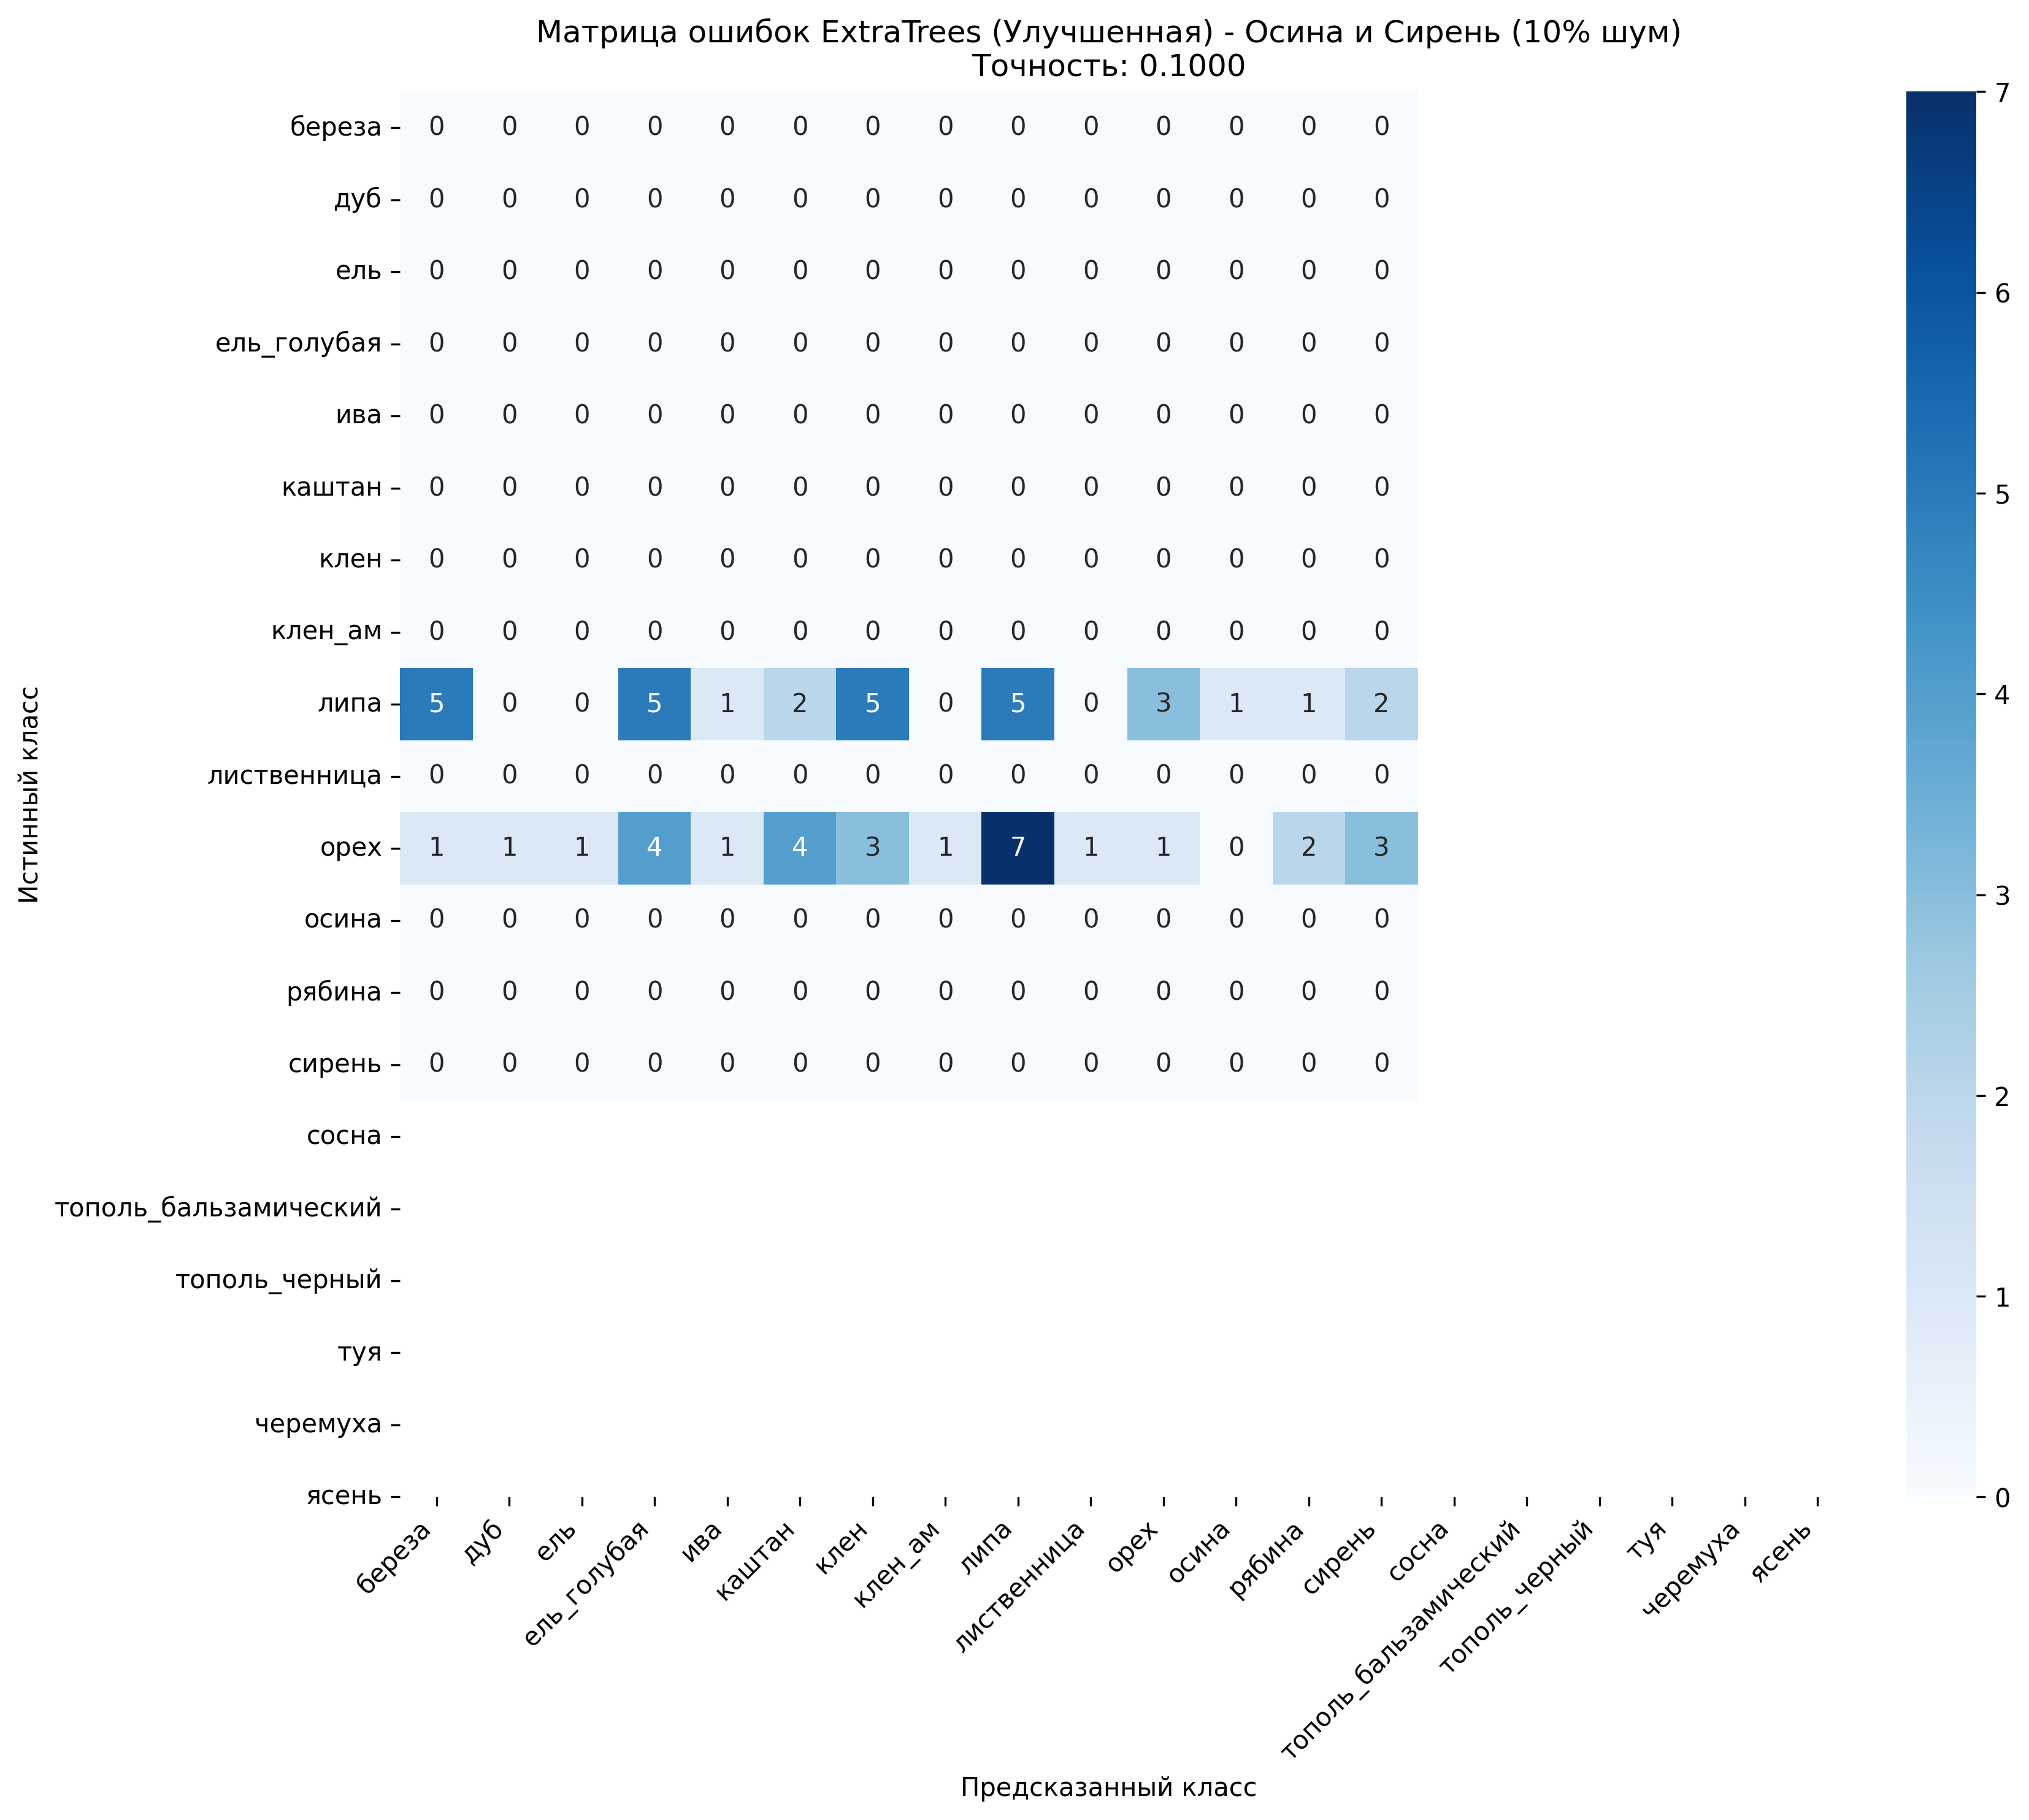 Матрица ошибок ExtraTrees (Улучшенная) - Осина и Сирень (10% шум)
Точность: 0.1000
Истинный класс
береза 0 0 0 0 0 0 0 0 0 0 0 0 0 0
дуб 0 0 0 0 0 0 0 0 0 0 0 0 0 0
ель 0 0 0 0 0 0 0 0 0 0 0 0 0 0
ель_голубая 0 0 0 0 0 0 0 0 0 0 0 0 0 0
ива 0 0 0 0 0 0 0 0 0 0 0 0 0 0
каштан 0 0 0 0 0 0 0 0 0 0 0 0 0 0
клен 0 0 0 0 0 0 0 0 0 0 0 0 0 0
клен_ам 0 0 0 0 0 0 0 0 0 0 0 0 0 0
липа 5 0 0 5 1 2 5 0 5 0 3 1 1 2
лиственница 0 0 0 0 0 0 0 0 0 0 0 0 0 0
орех 1 1 1 4 1 4 3 1 7 1 1 0 2 3
осина 0 0 0 0 0 0 0 0 0 0 0 0 0 0
рябина 0 0 0 0 0 0 0 0 0 0 0 0 0 0
сирень 0 0 0 0 0 0 0 0 0 0 0 0 0 0
сосна
тополь_бальзамический
тополь_черный
туя
черемуха
ясень
береза
дуб
ель
ель_голубая
ива
каштан
клен
клен_ам
липа
лиственница
орех
осина
рябина
сирень
сосна
тополь_бальзамический
тополь_черный
туя
черемуха
ясень
Предсказанный класс
7
6
5
4
3
2
1
0